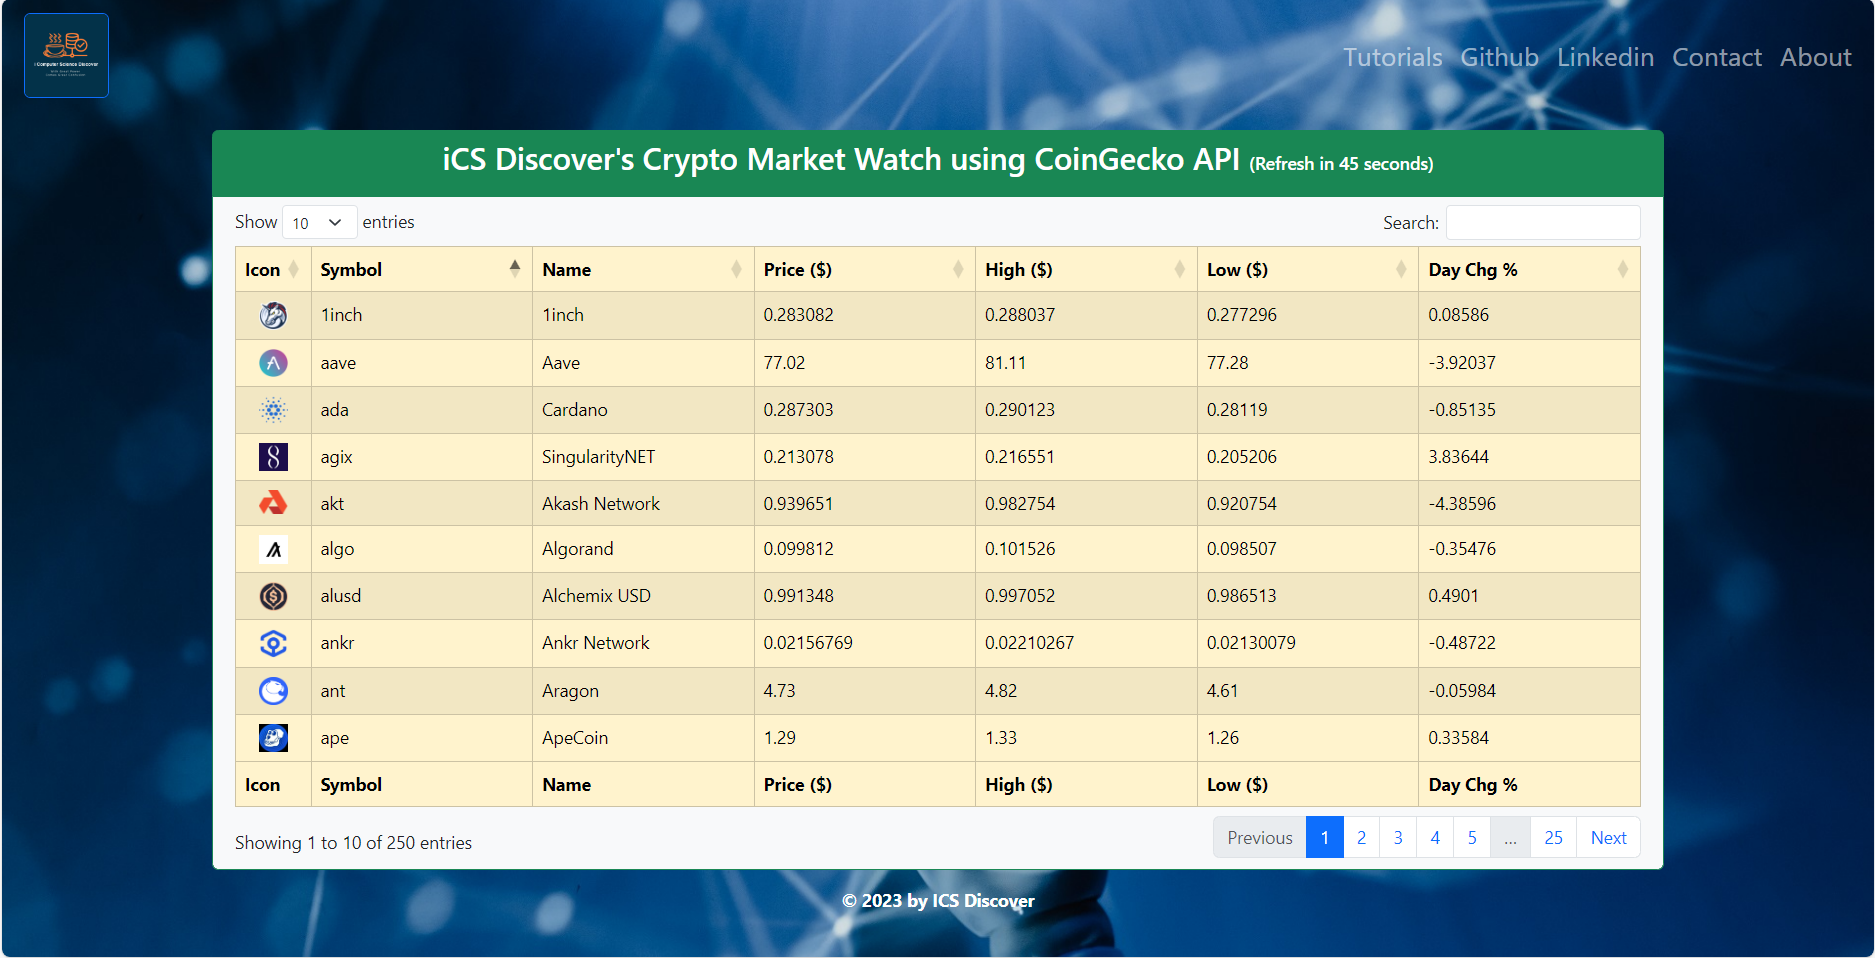 i Computer Science Discover
Tutorials Github Linkedin Contact About
iCS Discover's Crypto Market Watch using CoinGecko API (Refresh in 45 seconds)
Show 10 entries Search:
Icon Symbol Name Price ($) High ($) Low ($) Day Chg %
1inch 1inch 0.283082 0.288037 0.277296 0.08586
aave Aave 77.02 81.11 77.28 -3.92037
ada Cardano 0.287303 0.290123 0.28119 -0.85135
agix SingularityNET 0.213078 0.216551 0.205206 3.83644
akt Akash Network 0.939651 0.982754 0.920754 -4.38596
algo Algorand 0.099812 0.101526 0.098507 -0.35476
alusd Alchemix USD 0.991348 0.997052 0.986513 0.4901
ankr Ankr Network 0.02156769 0.02210267 0.02130079 -0.48722
ant Aragon 4.73 4.82 4.61 -0.05984
ape ApeCoin 1.29 1.33 1.26 0.33584
Icon Symbol Name Price ($) High ($) Low ($) Day Chg %
Showing 1 to 10 of 250 entries
Previous 1 2 3 4 5 ... 25 Next
© 2023 by ICS Discover